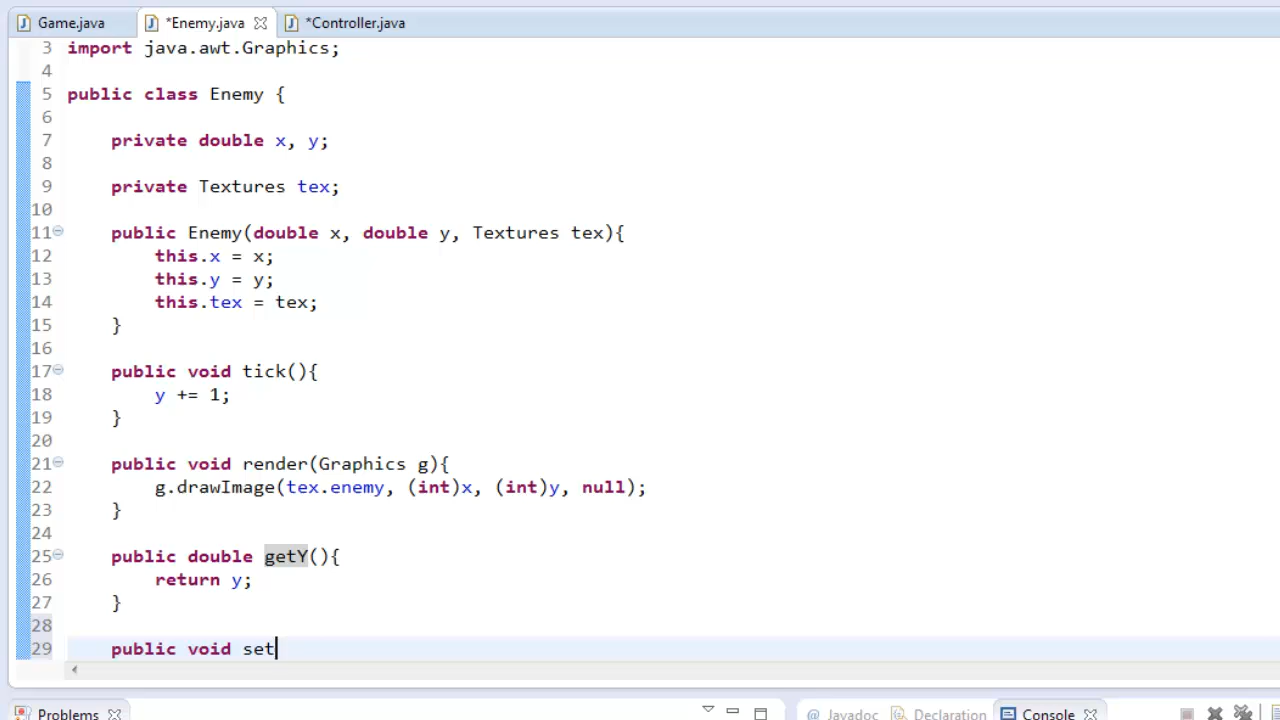 Game.java *Enemy.java *Controller.java
3 import java.awt.Graphics;
4
5 public class Enemy {
6
7 private double x, y;
8
9 private Textures tex;
10
11 public Enemy(double x, double y, Textures tex){
12 this.x = x;
13 this.y = y;
14 this.tex = tex;
15 }
16
17 public void tick(){
18 y += 1;
19 }
20
21 public void render(Graphics g){
22 g.drawImage(tex.enemy, (int)x, (int)y, null);
23 }
24
25 public double getY(){
26 return y;
27 }
28
29 public void set
Problems @ Javadoc Declaration Console